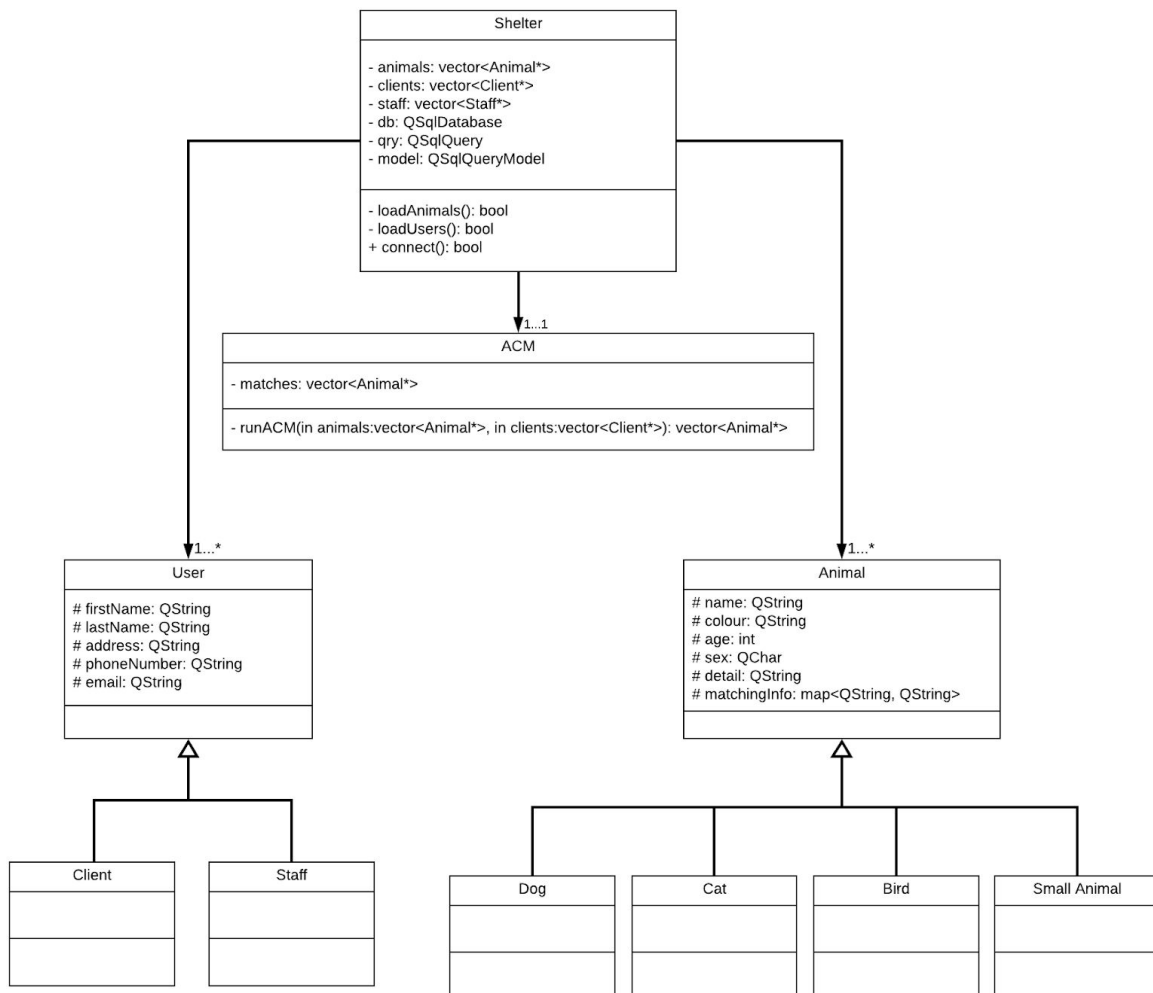 Shelter
- animals: vector<Animal*>
- clients: vector<Client*>
- staff: vector<Staff*>
- db: QSqlDatabase
- qry: QSqlQuery
- model: QSqlQueryModel
- loadAnimals(): bool
- loadUsers(): bool
+ connect(): bool
1...1
ACM
- matches: vector<Animal*>
- runACM(in animals:vector<Animal*>, in clients:vector<Client*>): vector<Animal*>
1...*
User
# firstName: QString
# lastName: QString
# address: QString
# phoneNumber: QString
# email: QString
1...*
Animal
# name: QString
# colour: QString
# age: int
# sex: QChar
# detail: QString
# matchingInfo: map<QString, QString>
Client
Staff
Dog
Cat
Bird
Small Animal